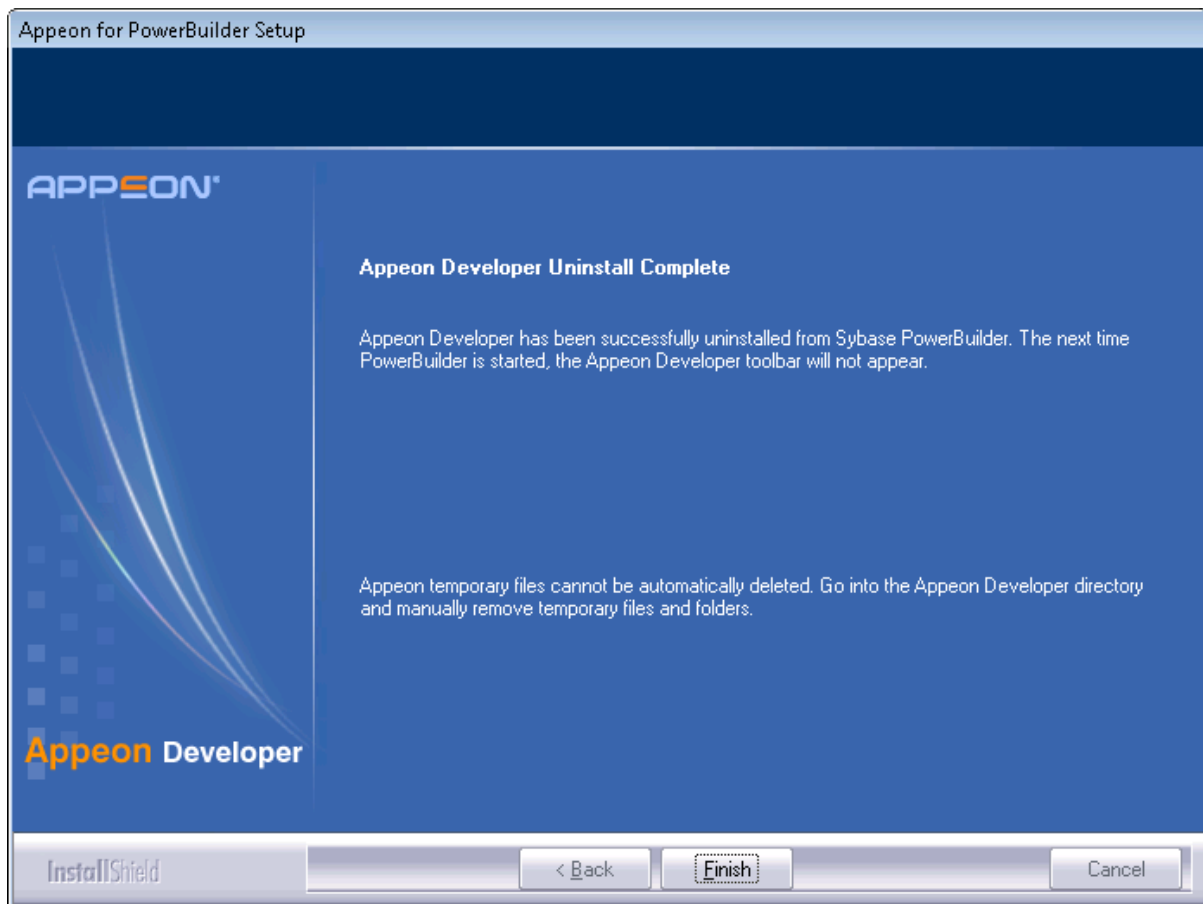 Appeon for PowerBuilder Setup
APPEON®
Appeon Developer Uninstall Complete
Appeon Developer has been successfully uninstalled from Sybase PowerBuilder. The next time
PowerBuilder is started, the Appeon Developer toolbar will not appear.
Appeon temporary files cannot be automatically deleted. Go into the Appeon Developer directory
and manually remove temporary files and folders.
Appeon Developer
InstallShield
< Back
Finish
Cancel